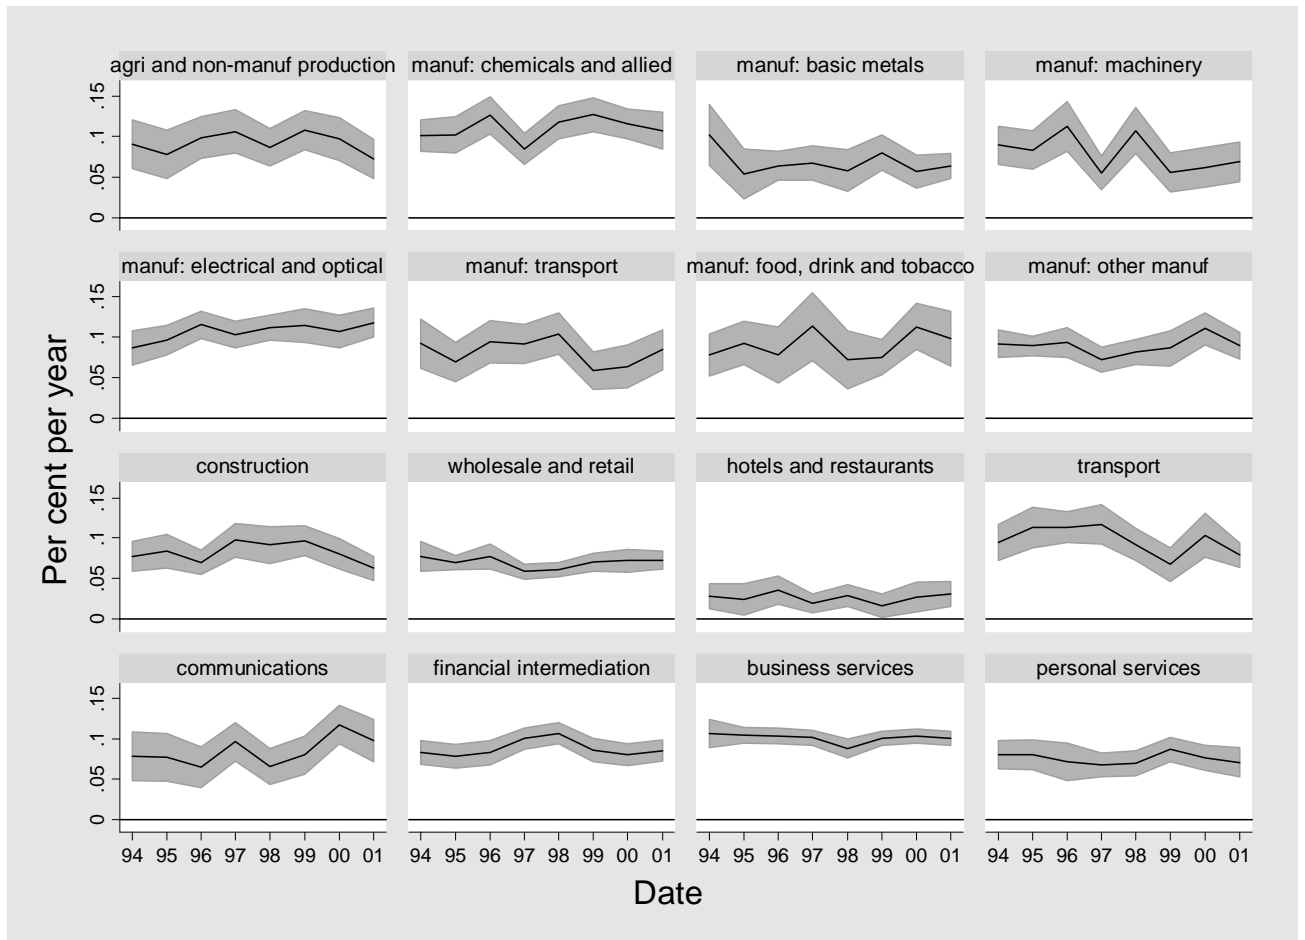 agri and non-manuf production manuf: chemicals and allied manuf: basic metals manuf: machinery
.15
.1
.05
0
manuf: electrical and optical manuf: transport manuf: food, drink and tobacco manuf: other manuf
.15
.1
.05
0
construction wholesale and retail hotels and restaurants transport
.15
.1
.05
0
communications financial intermediation business services personal services
.15
.1
.05
0
94 95 96 97 98 99 00 01 94 95 96 97 98 99 00 01 94 95 96 97 98 99 00 01 94 95 96 97 98 99 00 01
Per cent per year
Date